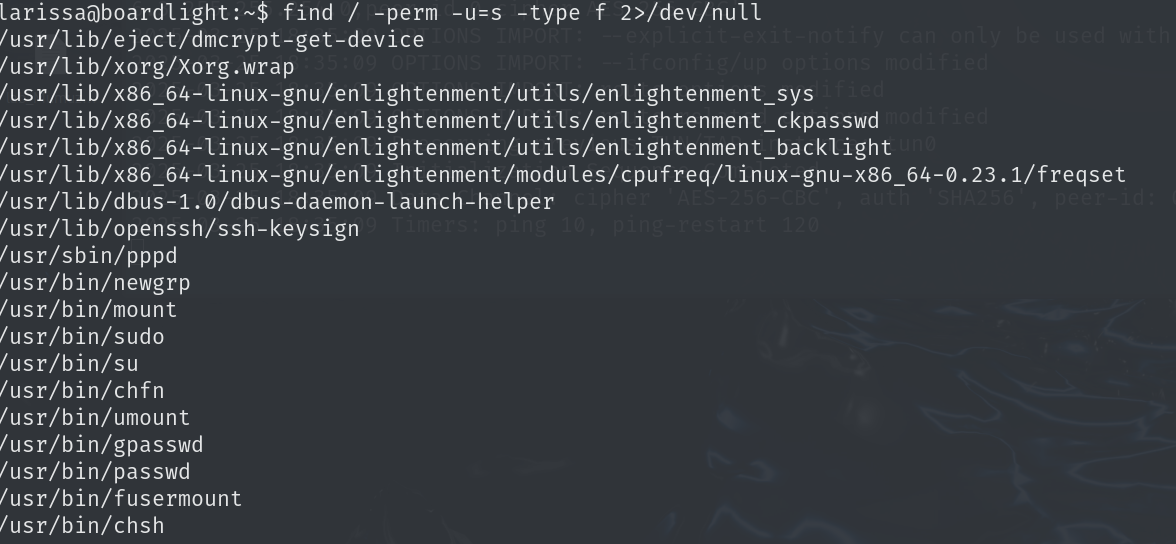 larissa@boardlight:~$ find / -perm -u=s -type f 2>/dev/null
/usr/lib/eject/dmcrypt-get-device
/usr/lib/xorg/Xorg.wrap
/usr/lib/x86_64-linux-gnu/enlightenment/utils/enlightenment_sys
/usr/lib/x86_64-linux-gnu/enlightenment/utils/enlightenment_ckpasswd
/usr/lib/x86_64-linux-gnu/enlightenment/utils/enlightenment_backlight
/usr/lib/x86_64-linux-gnu/enlightenment/modules/cpufreq/linux-gnu-x86_64-0.23.1/freqset
/usr/lib/dbus-1.0/dbus-daemon-launch-helper
/usr/lib/openssh/ssh-keysign
/usr/sbin/pppd
/usr/bin/newgrp
/usr/bin/mount
/usr/bin/sudo
/usr/bin/su
/usr/bin/chfn
/usr/bin/umount
/usr/bin/gpasswd
/usr/bin/passwd
/usr/bin/fusermount
/usr/bin/chsh